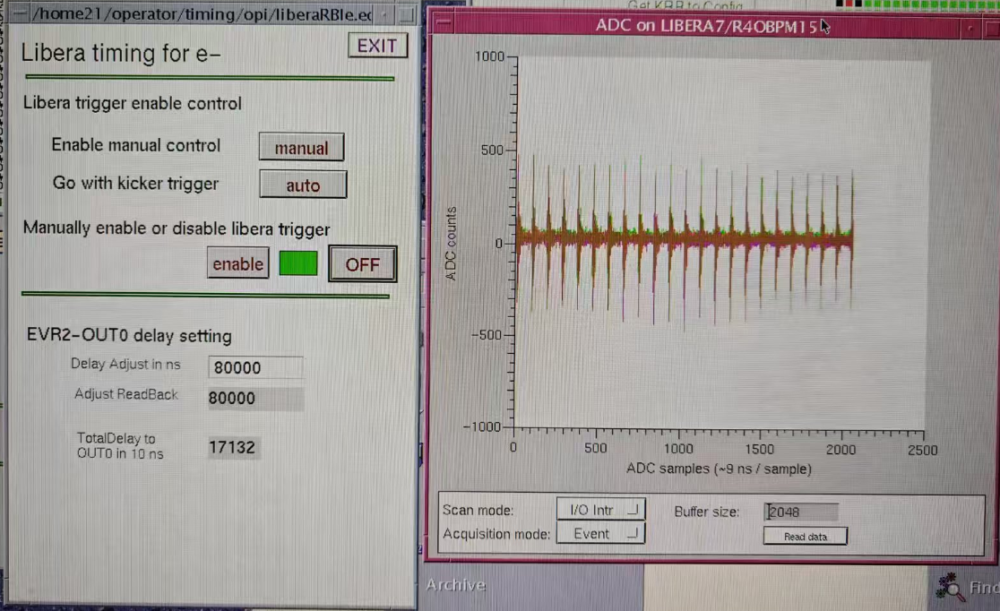 /home21/operator/timing/opi/liberaRBle.ec
Libera timing for e-
EXIT
Libera trigger enable control
Enable manual control
manual
Go with kicker trigger
auto
Manually enable or disable libera trigger
enable
OFF
EVR2-OUT0 delay setting
Delay Adjust in ns
80000
Adjust ReadBack
80000
TotalDelay to
OUT0 in 10 ns
17132
Get KRB to Config
ADC on LIBERA7/R4OBPM15
1000
500
0
-500
-1000
ADC counts
0
500
1000
1500
2000
2500
ADC samples (~9 ns / sample)
Scan mode:
I/O Intr
Buffer size:
2048
Acquisition mode:
Event
Read data
Archive
Find